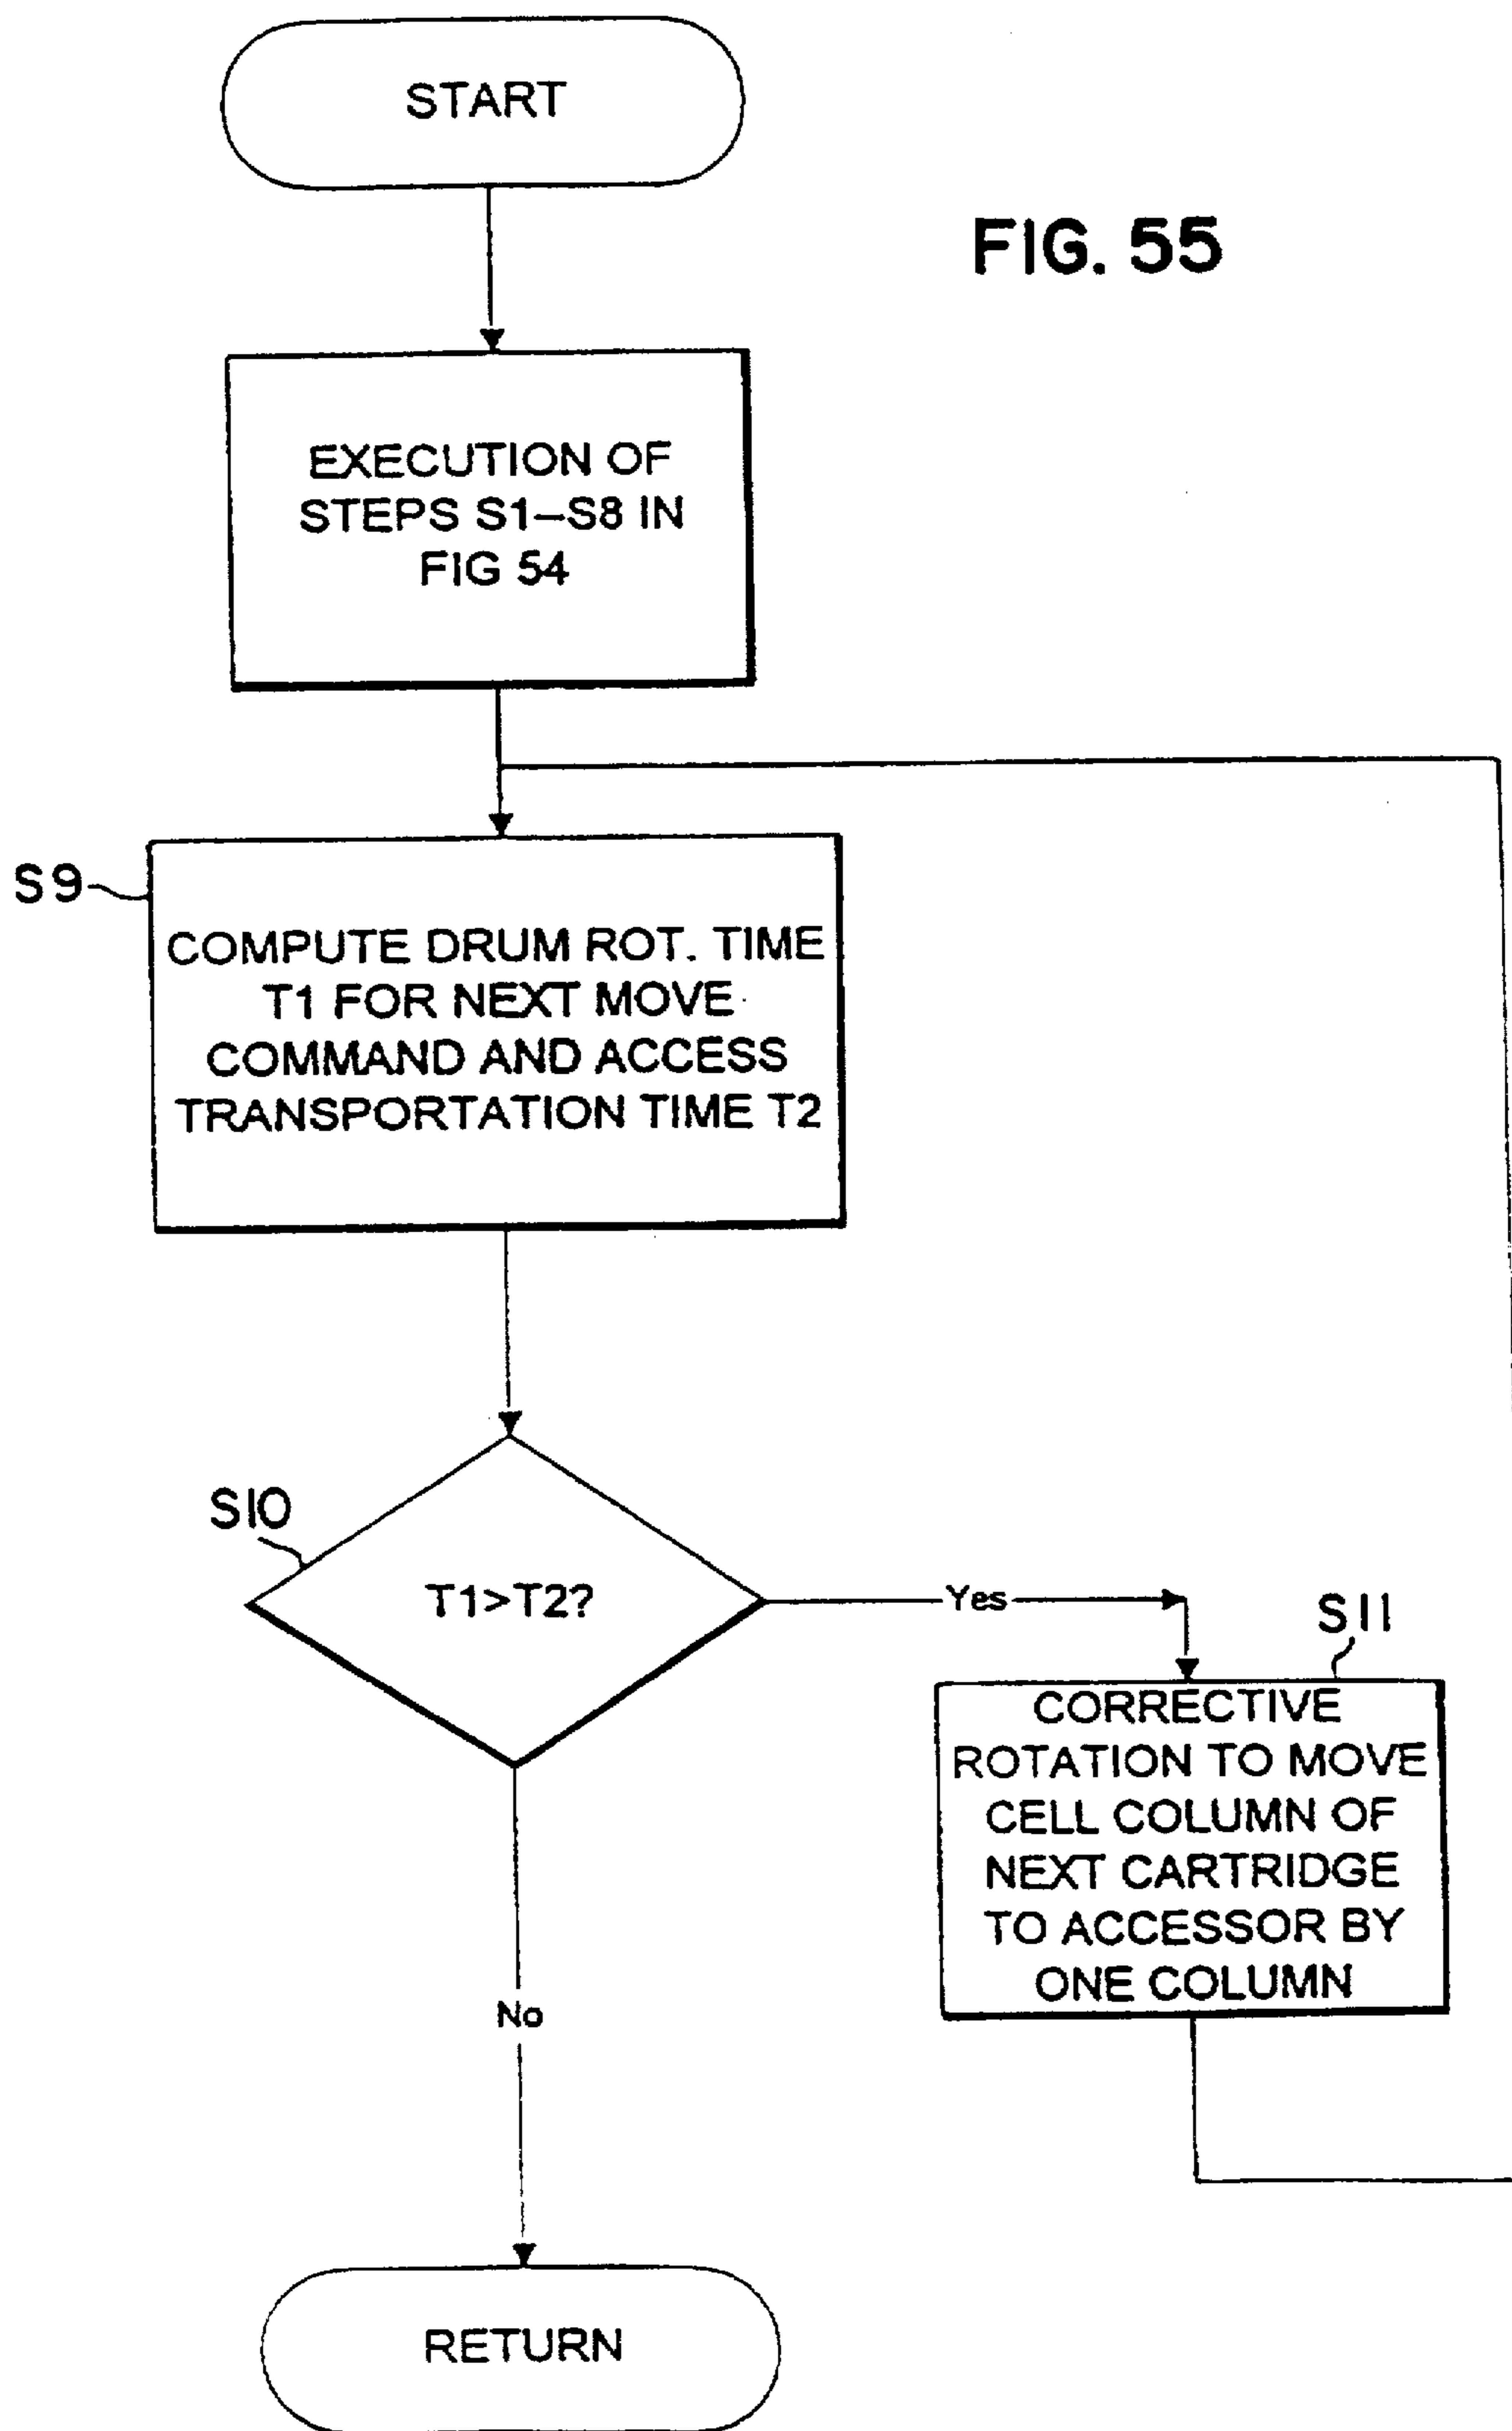 START
FIG. 55
EXECUTION OF
STEPS S1–S8 IN
FIG 54
S9
COMPUTE DRUM ROT. TIME
T1 FOR NEXT MOVE
COMMAND AND ACCESS
TRANSPORTATION TIME T2
S10
T1>T2?
Yes
S11
CORRECTIVE
ROTATION TO MOVE
CELL COLUMN OF
NEXT CARTRIDGE
TO ACCESSOR BY
ONE COLUMN
No
RETURN